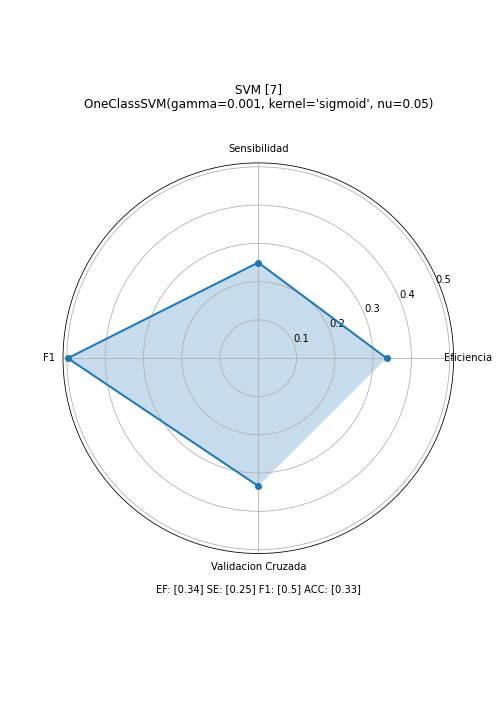 SVM [7]
OneClassSVM(gamma=0.001, kernel='sigmoid', nu=0.05)
Sensibilidad
0.5
0.4
0.3
0.2
0.1
F1
Eficiencia
Validacion Cruzada
EF: [0.34] SE: [0.25] F1: [0.5] ACC: [0.33]